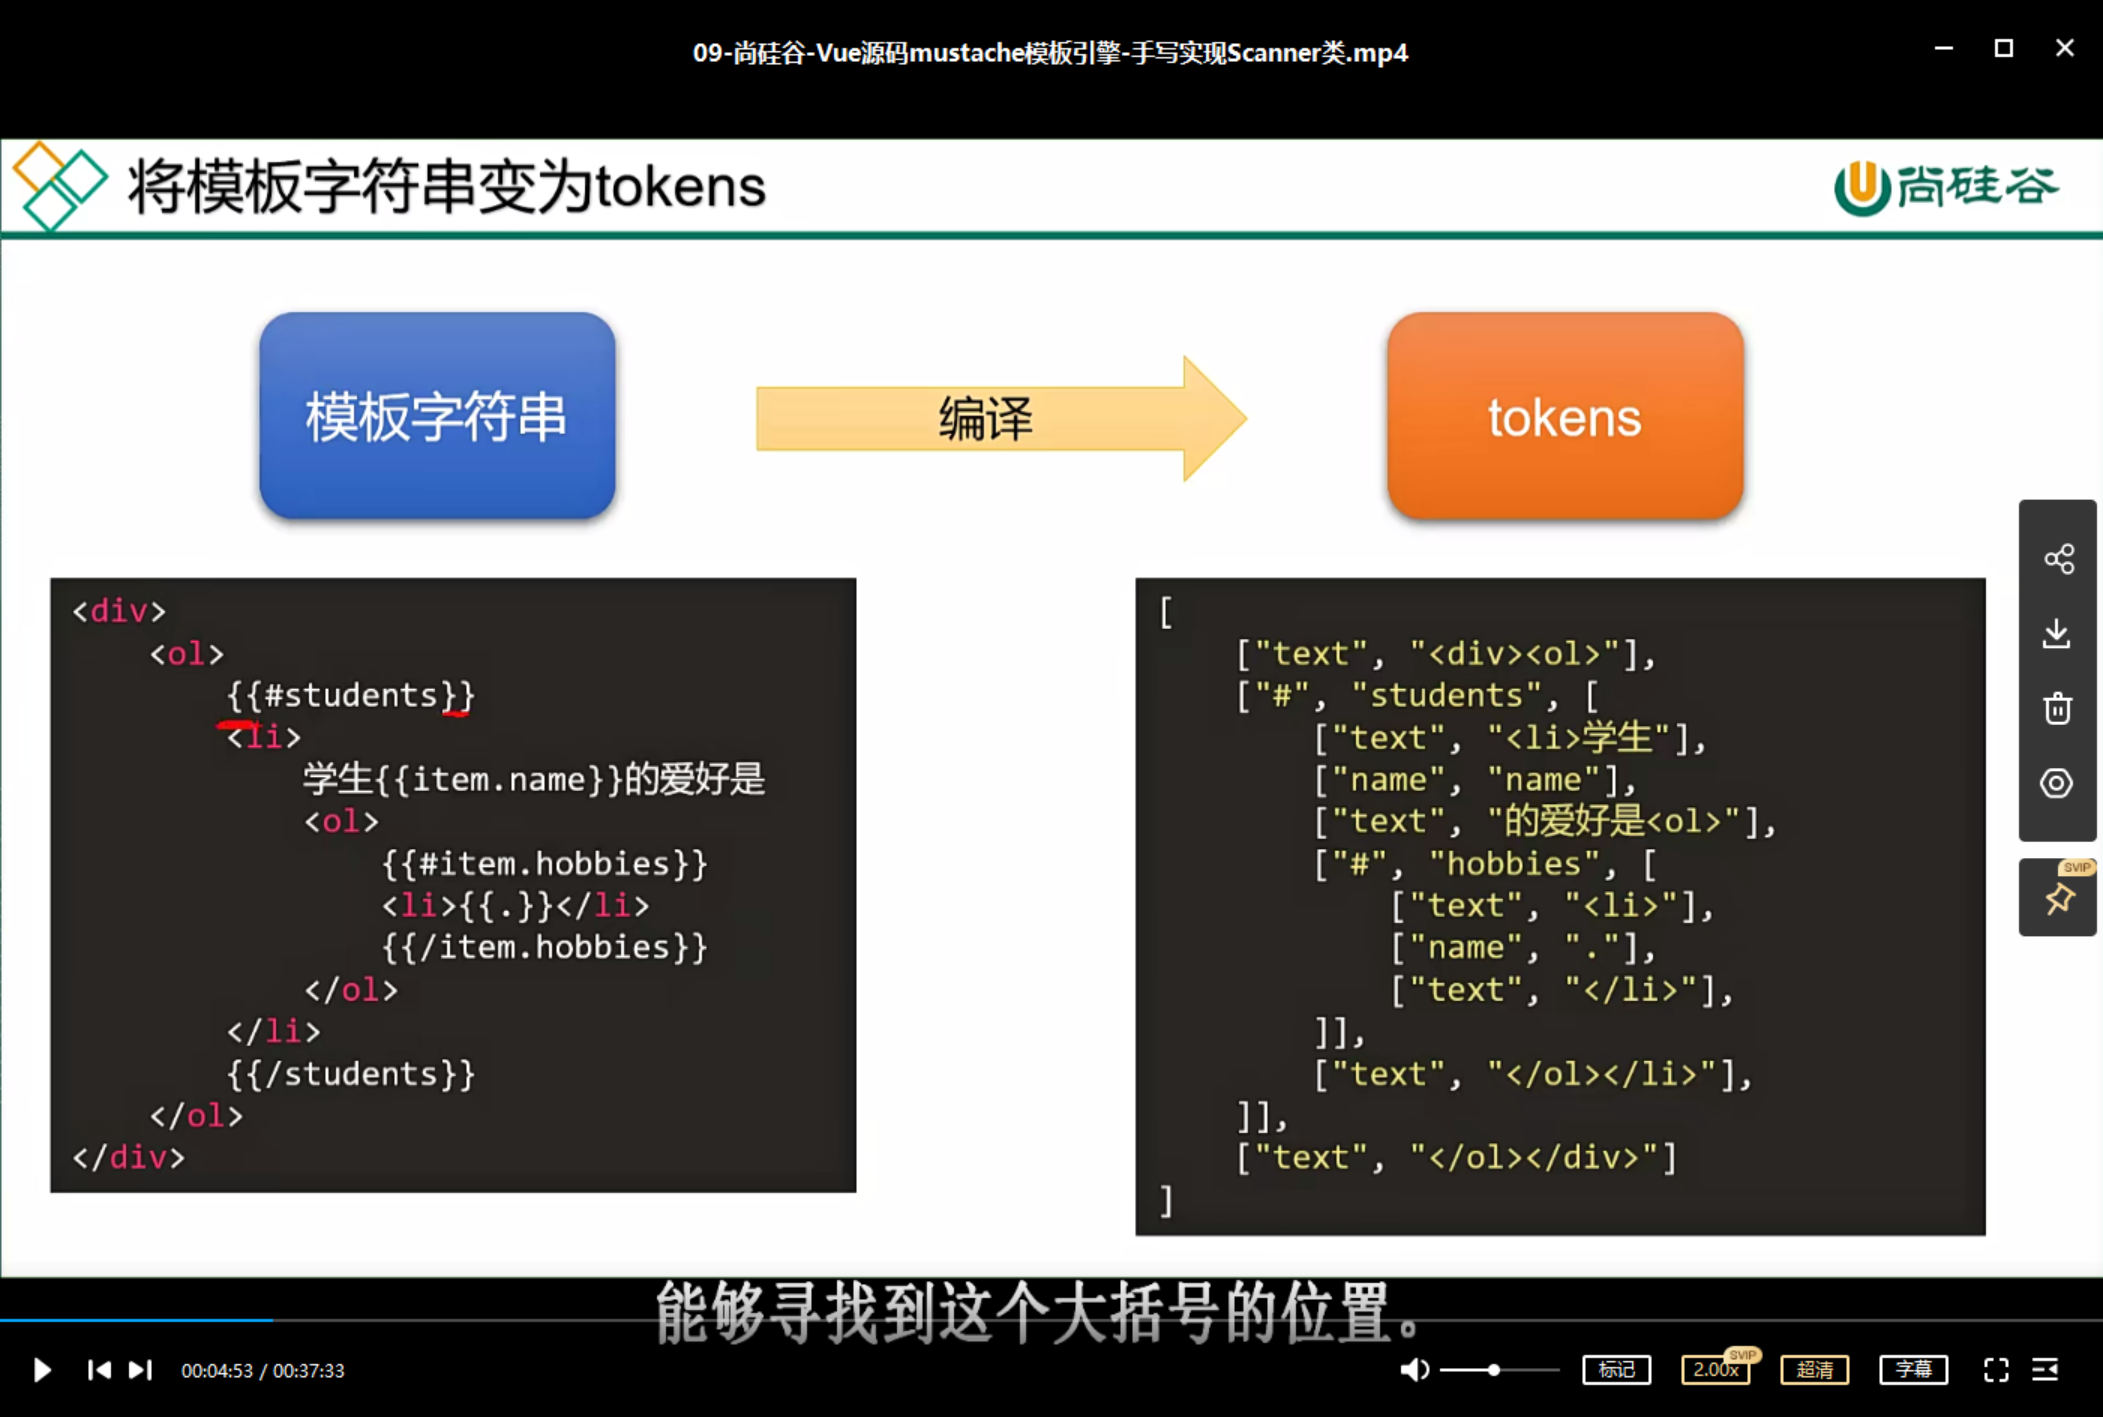 09-尚硅谷-Vue源码mustache模板引擎-手写实现Scanner类.mp4
将模板字符串变为tokens
尚硅谷
模板字符串
编译
tokens
<div>
<ol>
{{#students}}
<li>
学生{{item.name}}的爱好是
<ol>
{{#item.hobbies}}
<li>{{.}}</li>
{{/item.hobbies}}
</ol>
</li>
{{/students}}
</ol>
</div>
[
["text", "<div><ol>"],
["#", "students", [
["text", "<li>学生"],
["name", "name"],
["text", "的爱好是<ol>"],
["#", "hobbies", [
["text", "<li>"],
["name", "."],
["text", "</li>"],
]],
["text", "</ol></li>"],
]],
["text", "</ol></div>"]
]
SVIP
能够寻找到这个大括号的位置。
00:04:53 / 00:37:33
标记
2.00x
SVIP
超清
字幕